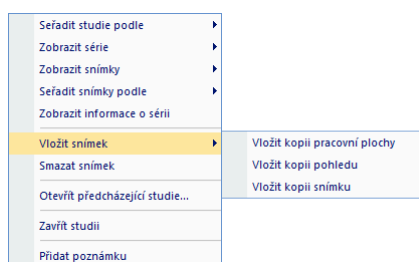 Seřadit studie podle
Zobrazit série
Zobrazit snímky
Seřadit snímky podle
Zobrazit informace o sérii
Vložit snímek
Vložit kopii pracovní plochy
Smazat snímek
Vložit kopii pohledu
Vložit kopii snímku
Otevřít předcházející studie...
Zavřít studii
Přidat poznámku